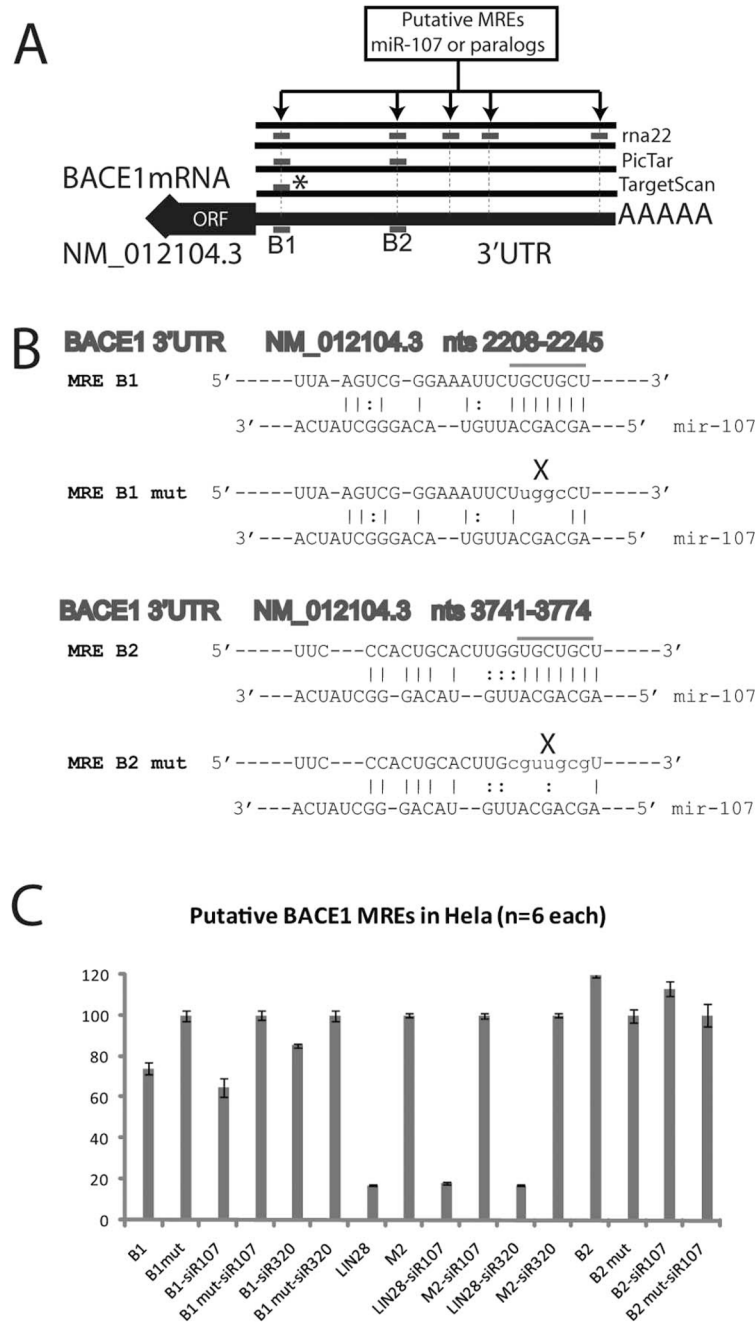 A
Putative MREs
miR-107 or paralogs
rna22
PicTar
TargetScan
*
BACE1mRNA
ORF
AAAAA
NM_012104.3
B1
B2
3'UTR
B
BACE1 3'UTR NM_012104.3 nts 2208-2245
MRE B1 5'-----UUA-AGUCG-GGAAAUUCUGCUGCU-----3'
||:| | |: |||||||
3'---ACUAUCGGGACA--UGUUACGACGA---5' mir-107
X
MRE B1 mut 5'-----UUA-AGUCG-GGAAAUUCUuggcCU-----3'
||:| | |: | ||
3'---ACUAUCGGGACA--UGUUACGACGA---5' mir-107
BACE1 3'UTR NM_012104.3 nts 3741-3774
MRE B2 5'-----UUC---CCACUGCACUUGGUGCUGCU-----3'
|| ||| | :::|||||||
3'---ACUAUCGG-GACAU-GUUACGACGA---5' mir-107
X
MRE B2 mut 5'-----UUC---CCACUGCACUUGcguugcgU-----3'
|| ||| | :: : |
3'---ACUAUCGG-GACAU-GUUACGACGA---5' mir-107
C
Putative BACE1 MREs in Hela (n=6 each)
120
100
80
60
40
20
0
B1
B1mut
B1-siR107
B1 mut-siR107
B1-siR320
B1 mut-siR320
LIN28
M2
LIN28-siR107
M2-siR107
LIN28-siR320
M2-siR320
B2
B2 mut
B2-siR107
B2 mut-siR107